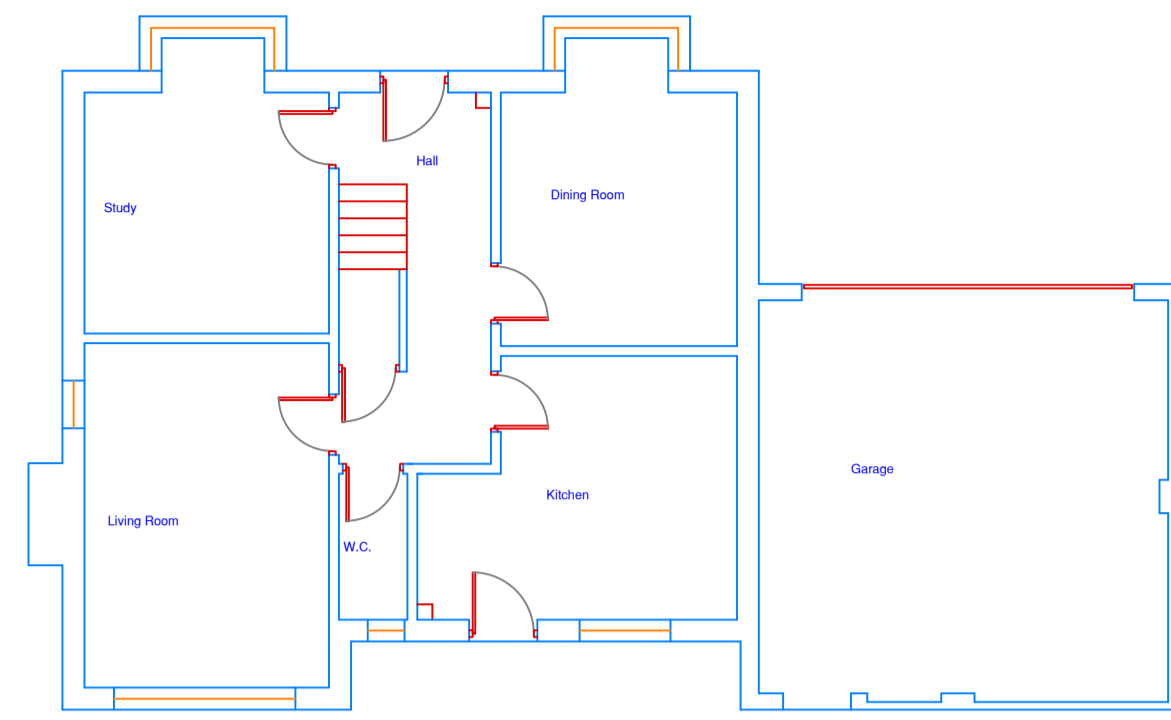 Hall
Dining Room
Study
Garage
Kitchen
Living Room
W.C.